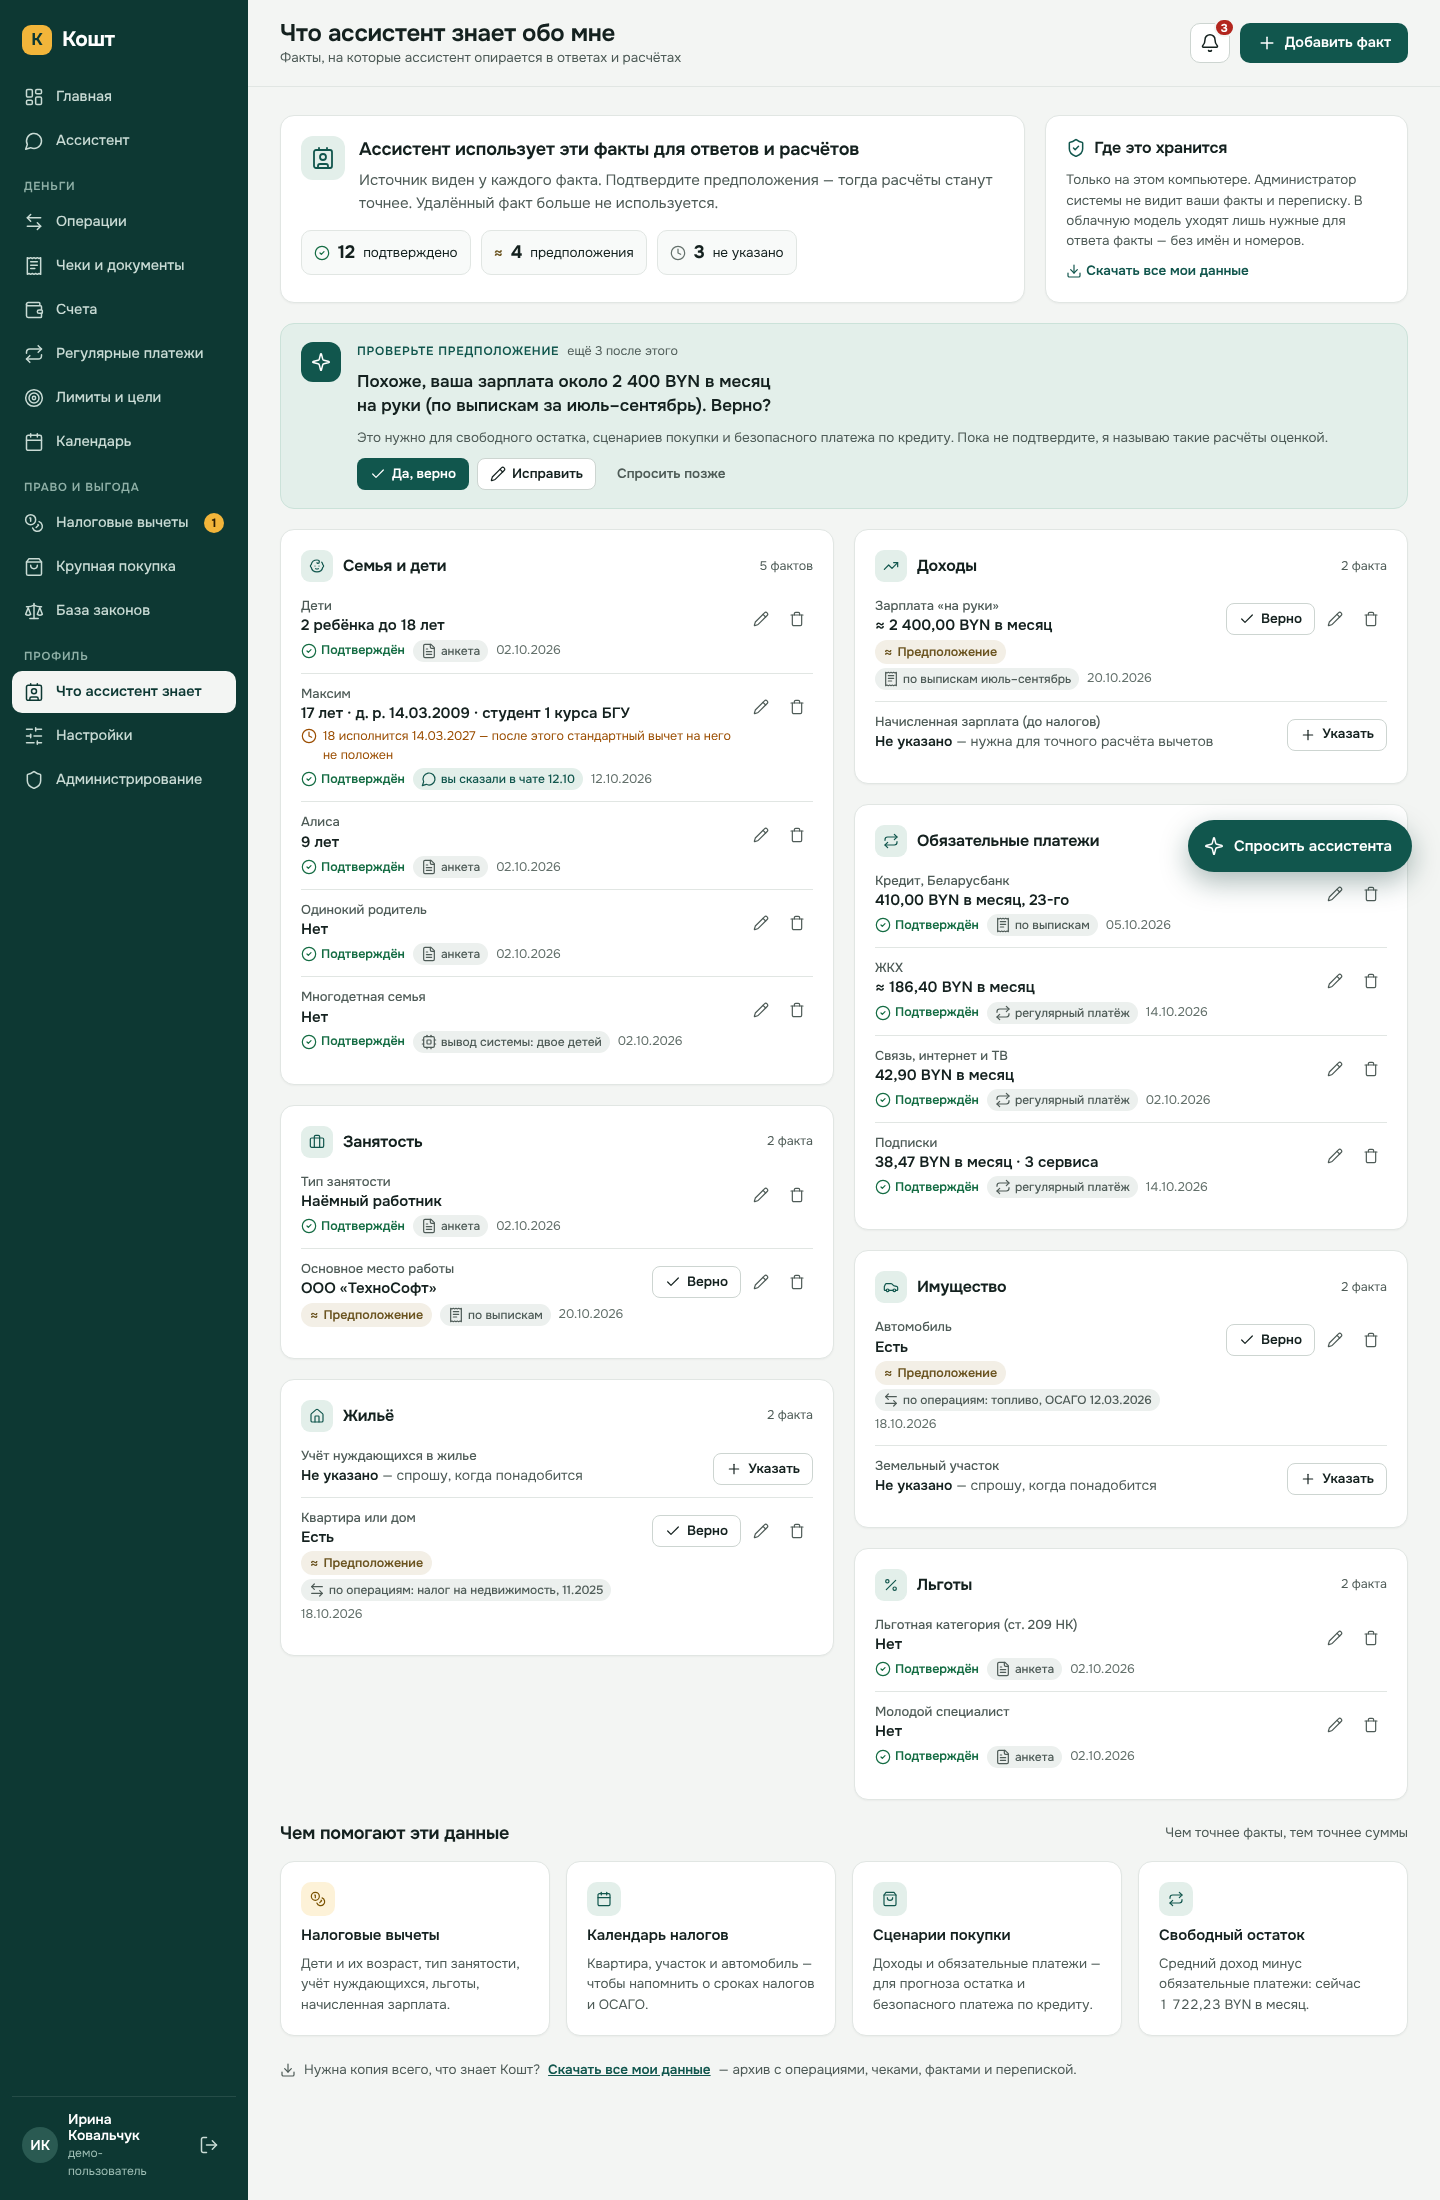 К Кошт
Главная
Ассистент
ДЕНЬГИ
Операции
Чеки и документы
Счета
Регулярные платежи
Лимиты и цели
Календарь
ПРАВО И ВЫГОДА
Налоговые вычеты 1
Крупная покупка
База законов
ПРОФИЛЬ
Что ассистент знает
Настройки
Администрирование
ИК
Ирина
Ковальчук
демо-
пользователь
Что ассистент знает обо мне
Факты, на которые ассистент опирается в ответах и расчётах
3
Добавить факт
Ассистент использует эти факты для ответов и расчётов
Источник виден у каждого факта. Подтвердите предположения — тогда расчёты станут
точнее. Удалённый факт больше не используется.
12 подтверждено
≈ 4 предположения
3 не указано
Где это хранится
Только на этом компьютере. Администратор
системы не видит ваши факты и переписку. В
облачную модель уходят лишь нужные для
ответа факты — без имён и номеров.
Скачать все мои данные
ПРОВЕРЬТЕ ПРЕДПОЛОЖЕНИЕ ещё 3 после этого
Похоже, ваша зарплата около 2 400 BYN в месяц
на руки (по выпискам за июль–сентябрь). Верно?
Это нужно для свободного остатка, сценариев покупки и безопасного платежа по кредиту. Пока не подтвердите, я называю такие расчёты оценкой.
Да, верно
Исправить
Спросить позже
Семья и дети 5 фактов
Дети
2 ребёнка до 18 лет
Подтверждён анкета 02.10.2026
Максим
17 лет · д. р. 14.03.2009 · студент 1 курса БГУ
18 исполнится 14.03.2027 — после этого стандартный вычет на него
не положен
Подтверждён вы сказали в чате 12.10 12.10.2026
Алиса
9 лет
Подтверждён анкета 02.10.2026
Одинокий родитель
Нет
Подтверждён анкета 02.10.2026
Многодетная семья
Нет
Подтверждён вывод системы: двое детей 02.10.2026
Занятость 2 факта
Тип занятости
Наёмный работник
Подтверждён анкета 02.10.2026
Основное место работы
ООО «ТехноСофт»
Верно
≈ Предположение по выпискам 20.10.2026
Жильё 2 факта
Учёт нуждающихся в жилье
Не указано — спрошу, когда понадобится
Указать
Квартира или дом
Есть
Верно
≈ Предположение
по операциям: налог на недвижимость, 11.2025
18.10.2026
Доходы 2 факта
Зарплата «на руки»
≈ 2 400,00 BYN в месяц
Верно
≈ Предположение
по выпискам июль–сентябрь 20.10.2026
Начисленная зарплата (до налогов)
Не указано — нужна для точного расчёта вычетов
Указать
Обязательные платежи
Спросить ассистента
Кредит, Беларусбанк
410,00 BYN в месяц, 23-го
Подтверждён по выпискам 05.10.2026
ЖКХ
≈ 186,40 BYN в месяц
Подтверждён регулярный платёж 14.10.2026
Связь, интернет и ТВ
42,90 BYN в месяц
Подтверждён регулярный платёж 02.10.2026
Подписки
38,47 BYN в месяц · 3 сервиса
Подтверждён регулярный платёж 14.10.2026
Имущество 2 факта
Автомобиль
Есть
Верно
≈ Предположение
по операциям: топливо, ОСАГО 12.03.2026
18.10.2026
Земельный участок
Не указано — спрошу, когда понадобится
Указать
Льготы 2 факта
Льготная категория (ст. 209 НК)
Нет
Подтверждён анкета 02.10.2026
Молодой специалист
Нет
Подтверждён анкета 02.10.2026
Чем помогают эти данные
Чем точнее факты, тем точнее суммы
Налоговые вычеты
Дети и их возраст, тип занятости,
учёт нуждающихся, льготы,
начисленная зарплата.
Календарь налогов
Квартира, участок и автомобиль —
чтобы напомнить о сроках налогов
и ОСАГО.
Сценарии покупки
Доходы и обязательные платежи —
для прогноза остатка и
безопасного платежа по кредиту.
Свободный остаток
Средний доход минус
обязательные платежи: сейчас
1 722,23 BYN в месяц.
Нужна копия всего, что знает Кошт? Скачать все мои данные — архив с операциями, чеками, фактами и перепиской.